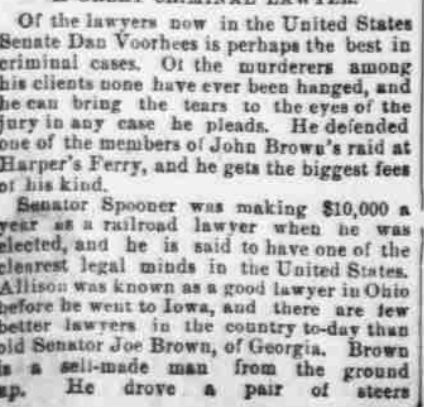 CRIMINAL LAWYER
Of the lawyers now in the United States
Senate Dan Voorhees is perhaps the best in
criminal cases. Of the murderers among
his clients none have ever been hanged, and
he can bring the tears to the eyes of the
jury in any case he pleads. He defended
one of the members of John Brown's raid at
Harper's Ferry, and he gets the biggest fees
of his kind.
Senator Spooner was making $10,000 a
year as a railroad lawyer when he was
elected, and he is said to have one of the
clearest legal minds in the United States.
Allison was known as a good lawyer in Ohio
before he went to Iowa, and there are few
better lawyers in the country to-day than
old Senator Joe Brown, of Georgia. Brown
is a self-made man from the ground
up. He drove a pair of steers